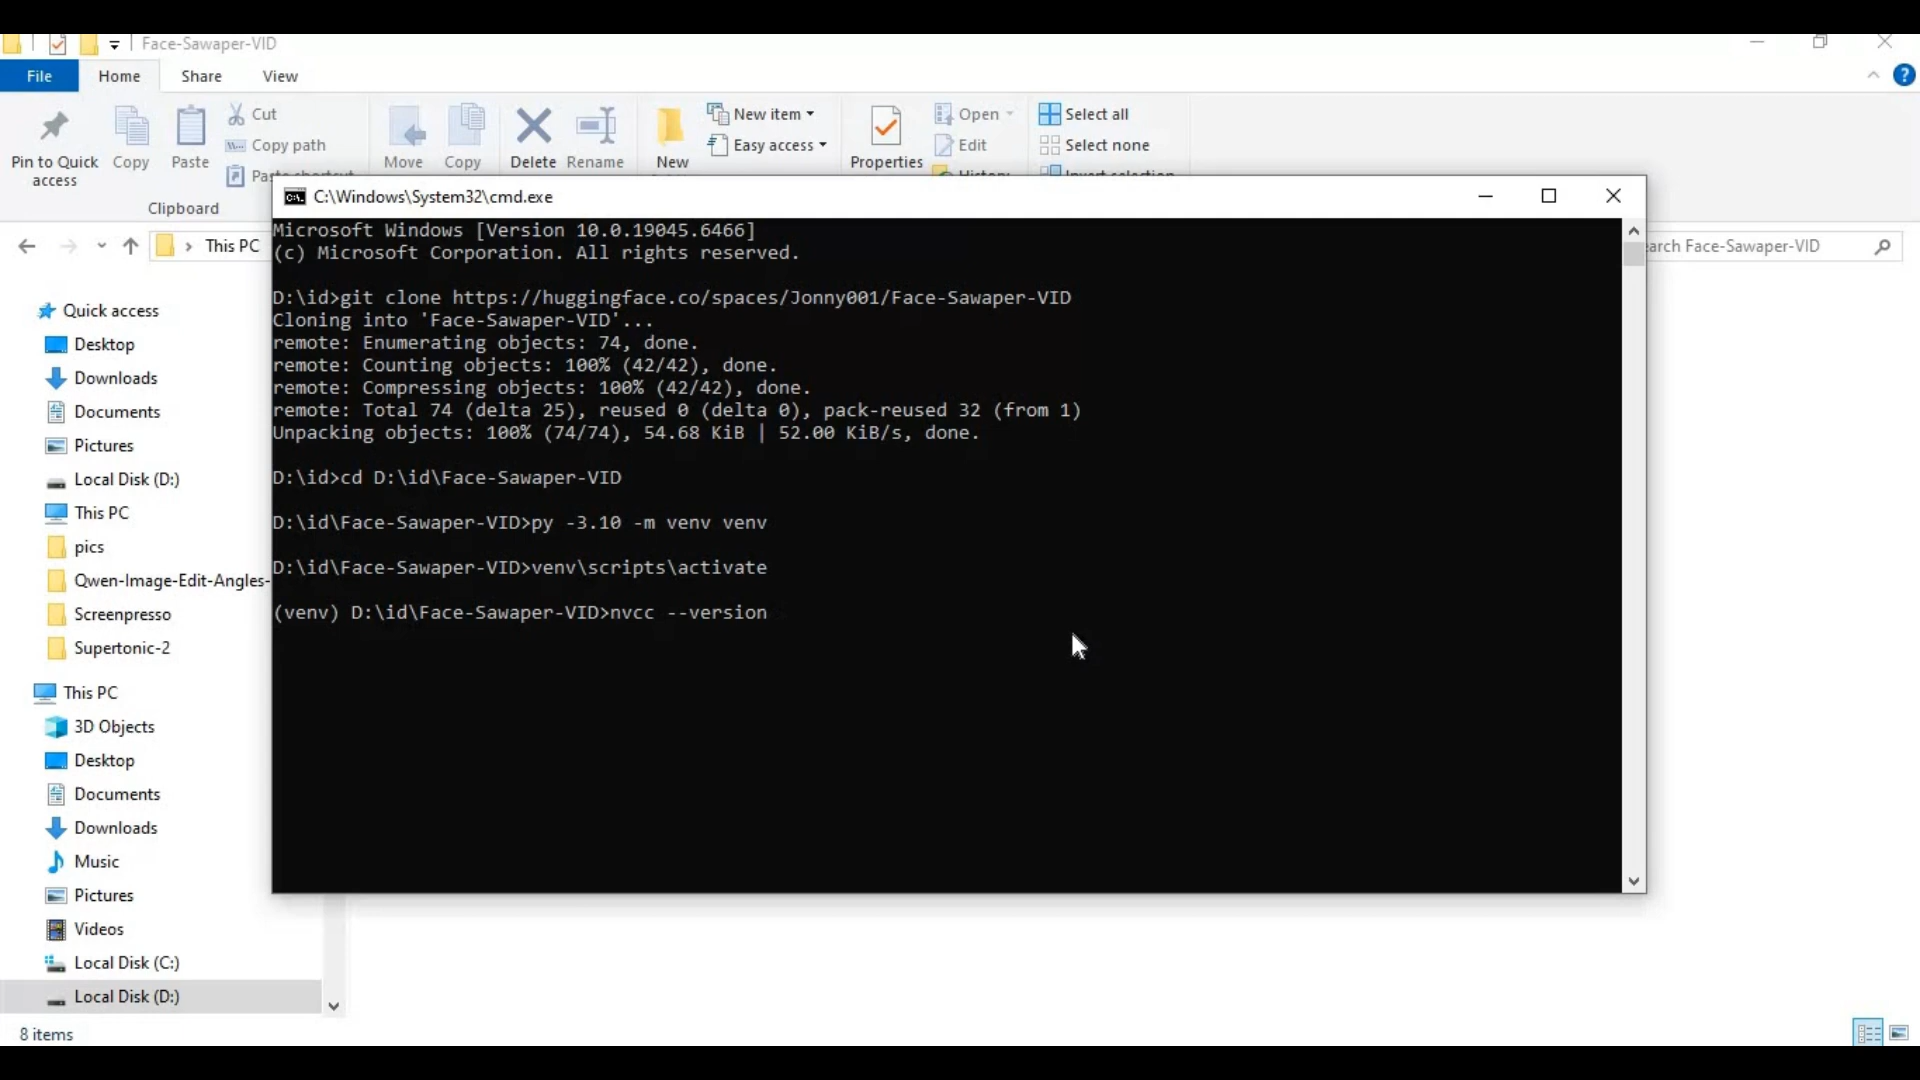 Face-Sawaper-VID
File Home Share View
Pin to Quick access
Copy
Paste
Cut
Copy path
Paste shortcut
Move
Copy
Delete
Rename
New
New item
Easy access
Properties
Open
Edit
History
Select all
Select none
Invert selection
Clipboard
This PC
earch Face-Sawaper-VID
C:\Windows\System32\cmd.exe
Microsoft Windows [Version 10.0.19045.6466]
(c) Microsoft Corporation. All rights reserved.
D:\id>git clone https://huggingface.co/spaces/Jonny001/Face-Sawaper-VID
Cloning into 'Face-Sawaper-VID'...
remote: Enumerating objects: 74, done.
remote: Counting objects: 100% (42/42), done.
remote: Compressing objects: 100% (42/42), done.
remote: Total 74 (delta 25), reused 0 (delta 0), pack-reused 32 (from 1)
Unpacking objects: 100% (74/74), 54.68 KiB | 52.00 KiB/s, done.
D:\id>cd D:\id\Face-Sawaper-VID
D:\id\Face-Sawaper-VID>py -3.10 -m venv venv
D:\id\Face-Sawaper-VID>venv\scripts\activate
(venv) D:\id\Face-Sawaper-VID>nvcc --version
Quick access
Desktop
Downloads
Documents
Pictures
Local Disk (D:)
This PC
pics
Qwen-Image-Edit-Angles-
Screenpresso
Supertonic-2
This PC
3D Objects
Desktop
Documents
Downloads
Music
Pictures
Videos
Local Disk (C:)
Local Disk (D:)
8 items